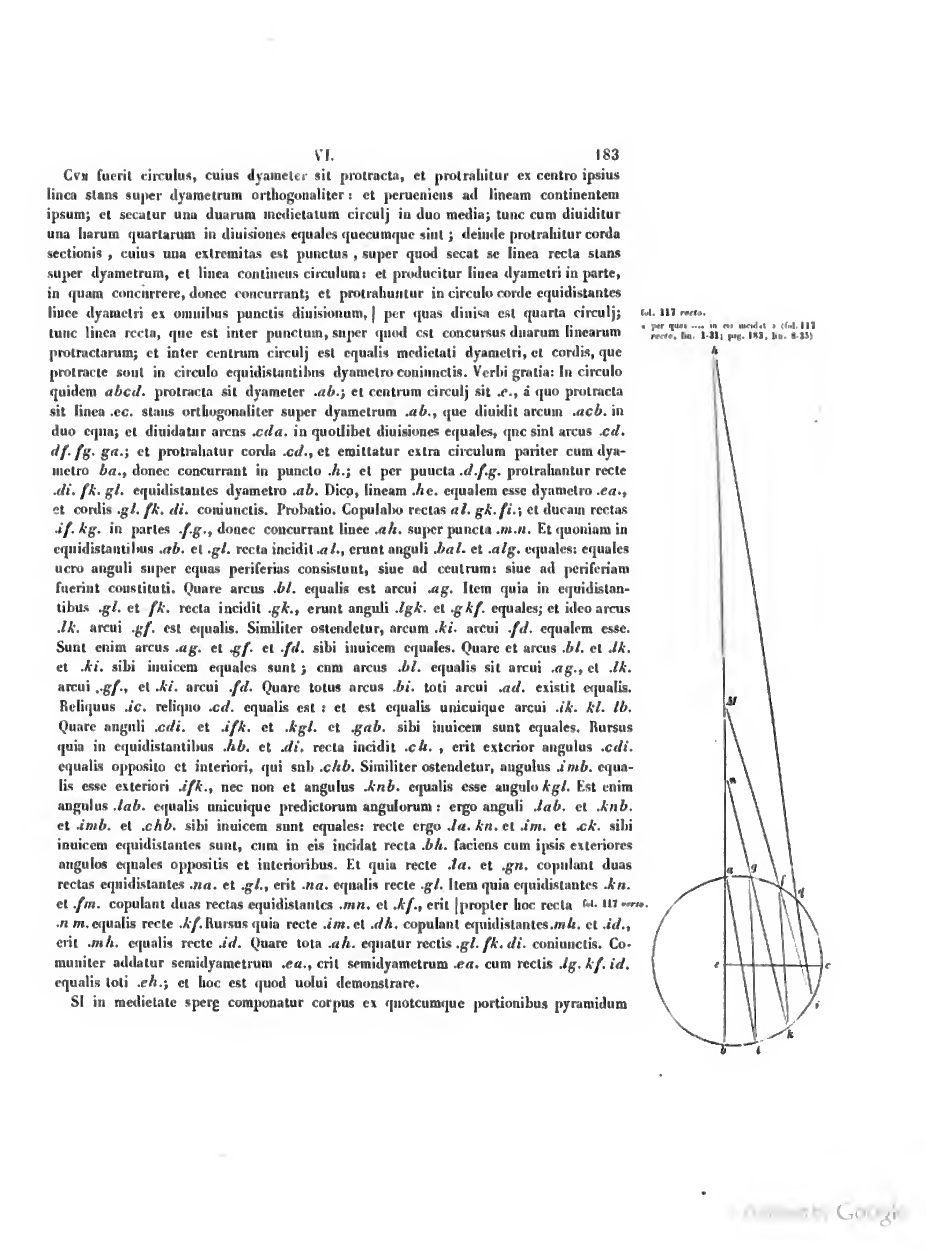 VI. 183
CVM fuerit circulus, cuius dyameter sit protracta, et protrahitur ex centro ipsius
linea stans super dyametrum orthogonaliter: et perueniens ad lineam continentem
ipsum; et secatur una duarum medietatum circulj in duo media; tunc cum diuiditur
una harum quartarum in diuisiones equales quecumque sint; deinde protrahitur corda
sectionis, cuius una extremitas est punctus, super quod secat se linea recta stans
super dyametrum, et linea continens circulum: et producitur linea dyametri in parte,
in quam concurrere, donec concurrant; et protrahuntur in circulo corde equidistantes
linee dyametri ex omnibus punctis diuisionum, | per quas diuisa est quarta circulj;
tunc linea recta, que est inter punctum, super quod est concursus duarum linearum
protractarum; et inter centrum circulj est equalis medietati dyametri, et cordis, que
protracte sont in circulo equidistantibus dyametro coniunctis. Verbi gratia: In circulo
quidem abcd. protracta sit dyameter .ab.; et centrum circulj sit .e., á quo protracta
sit linea .ec. stans orthogonaliter super dyametrum .ab., que diuidit arcum .acb. in
duo equa; et diuidatur arcus .cda. in quotlibet diuisiones equales, que sint arcus .cd.
df. fg. ga.; et protrahatur corda .cd., et emittatur extra circulum pariter cum dya-
metro ba., donec concurrant in puncto .h.; et per puucta .d.f.g. protrahantur recte
.di. fk. gl. equidistantes dyametro .ab. Dico, lineam .he. equalem esse dyametro .ea.,
et cordis .gl. fk. di. coniunctis. Probatio. Copulabo rectas al. gk. fi.; et ducam rectas
.if. kg. in partes .f.g., donec concurrant linee .ah. super puncta .m.n. Et quoniam in
equidistantibus .ab. et .gl. recta incidit .al., erunt anguli .bal. et .alg. equales: equales
uero anguli super equas periferias consistunt, siue ad centrum: siue ad periferiam
fuerint constituti. Quare arcus .bl. equalis est arcui .ag. Item quia in equidistan-
tibus .gl. et fk. recta incidit .gk., erunt anguli .lgk. et .gkf. equales; et ideo arcus
.lk. arcui .gf. est equalis. Similiter ostendetur, arcum .ki. arcui .fd. equalem esse.
Sunt enim arcus .ag. et .gf. et .fd. sibi inuicem equales. Quare et arcus .bl. et .lk.
et .ki. sibi inuicem equales sunt; cum arcus .bl. equalis sit arcui .ag., et .lk.
arcui .gf., et .ki. arcui .fd. Quare totus arcus .bi. toti arcui .ad. existit equalis.
Reliquus .ic. reliquo .cd. equalis est: et est equalis unicuique arcui .ik. kl. lb.
Quare anguli .cdi. et .ifk. et .kgl. et .gab. sibi inuicem sunt equales. Rursus
quia in equidistantibus .hb. et .di. recta incidit .ch. , erit exterior angulus .cdi.
equalis opposito et interiori, qui sub .chb. Similiter ostendetur, angulus .imb. equa-
lis esse exteriori .ifk., nec non et angulus .knb. equalis esse angulo kgl. Est enim
angulus .lab. equalis unicuique predictorum angulorum: ergo anguli .lab. et .knb.
et .imb. et .chb. sibi inuicem sunt equales: recte ergo .la. kn. et .im. et .ck. sibi
inuicem equidistantes sunt, cum in eis incidat recta .bh. faciens cum ipsis exteriores
angulos equales oppositis et interioribus. Et quia recte .la. et .gn. copulant duas
rectas equidistantes .na. et .gl., erit .na. equalis recte .gl. Item quia equidistantes .kn.
et .fm. copulant duas rectas equidistantes .mn. et .kf., erit | propter hoc recta
.n m. equalis recte .kf. Rursus quia recte .im. et .dh. copulant equidistantes .mh. et .id.,
erit .mh. equalis recte .id. Quare tota .ah. equatur rectis .gl. fk. di. coniunctis. Co-
muniter addatur semidyametrum .ea., erit semidyametrum .ea. cum rectis .lg. kf. id.
equalis toti .eh.; et hoc est quod uolui demonstrare.
SI in medietate sperę componatur corpus ex quotcumque portionibus pyramidum
fol. 117 recto.
« per quas .... in eis incidat » (fol. 117
recto, lin. 1-31; pag. 183, lin. 8-35)
h
M
n
a g
f
d
e c
i
k
b l
fol. 117 verso.
Google